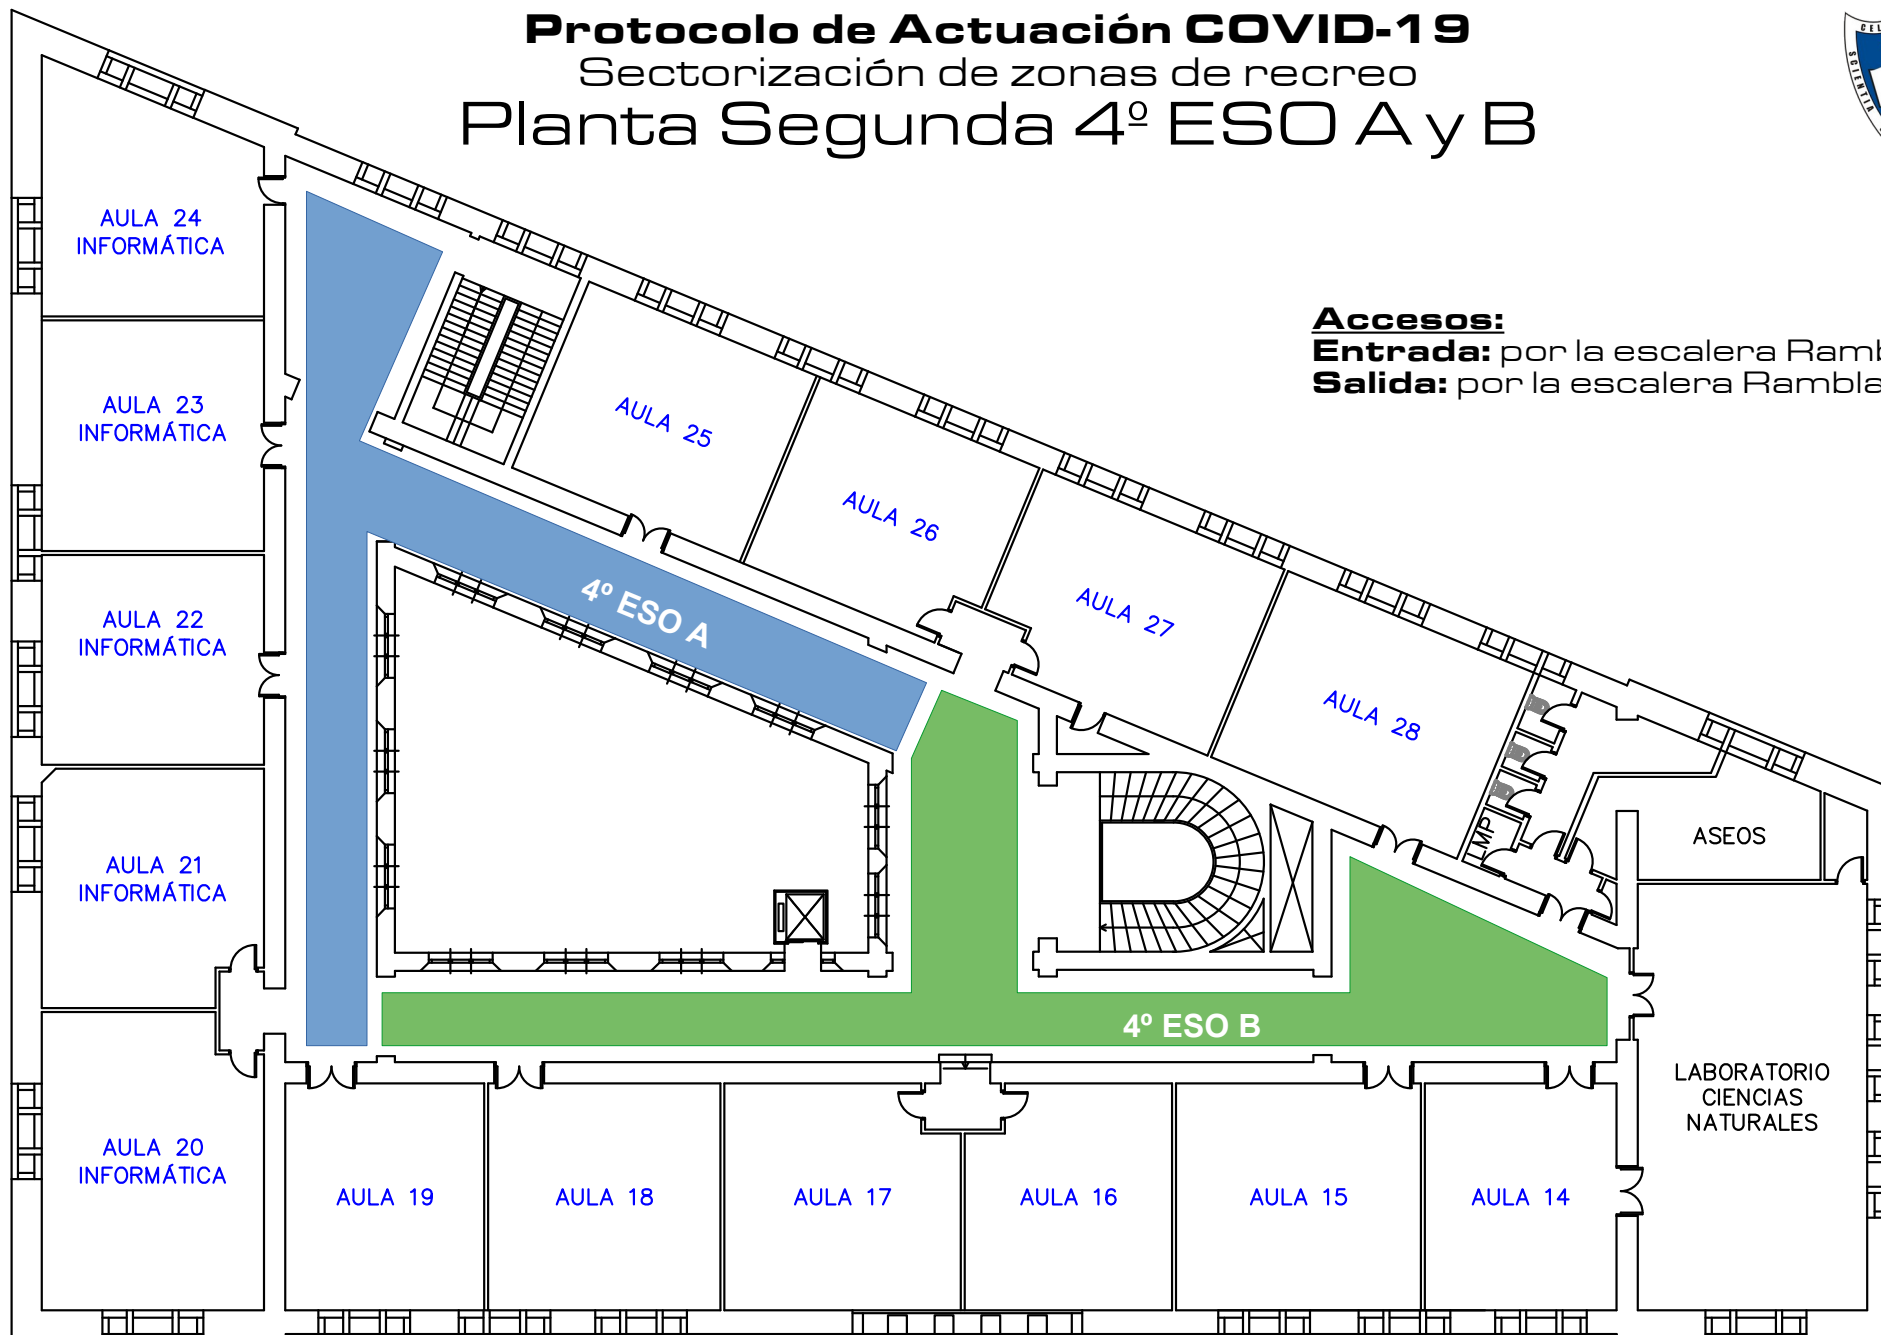 Protocolo de Actuación COVID-19
Sectorización de zonas de recreo
Planta Segunda 4º ESO A y B
Accesos:
Entrada: por la escalera
Salida: por la escalera Rambla
AULA 24
INFORMÁTICA
AULA 23
INFORMÁTICA
AULA 22
INFORMÁTICA
AULA 21
INFORMÁTICA
AULA 20
INFORMÁTICA
AULA 25
AULA 26
AULA 27
AULA 28
4º ESO A
4º ESO B
LMP
ASEOS
LABORATORIO
CIENCIAS
NATURALES
AULA 19
AULA 18
AULA 17
AULA 16
AULA 15
AULA 14
SCIENTIA